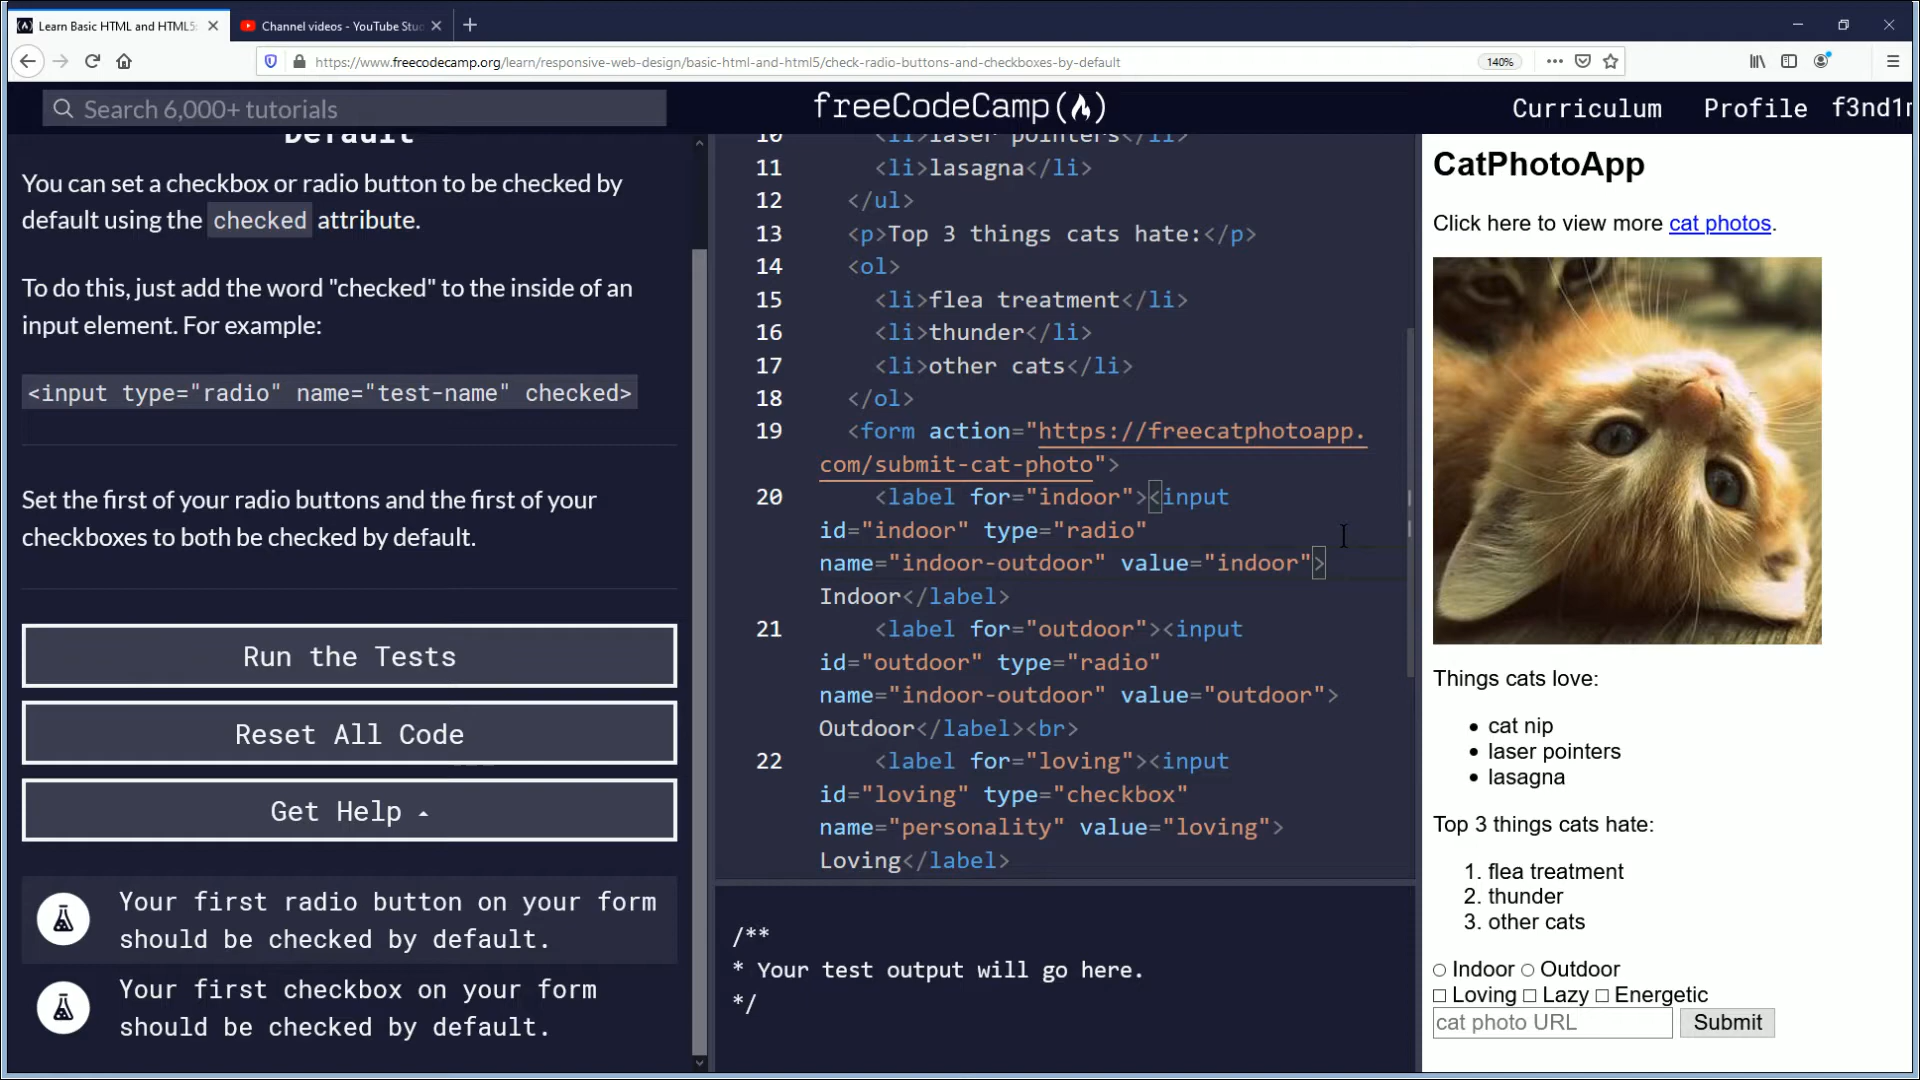 Learn Basic HTML and HTML5:
Channel videos - YouTube Stu
https://www.freecodecamp.org/learn/responsive-web-design/basic-html-and-html5/check-radio-buttons-and-checkboxes-by-default
140%
Search 6,000+ tutorials
freeCodeCamp
Curriculum
Profile
f3nd1
Default
You can set a checkbox or radio button to be checked by
default using the checked attribute.
To do this, just add the word "checked" to the inside of an
input element. For example:
<input type="radio" name="test-name" checked>
Set the first of your radio buttons and the first of your
checkboxes to both be checked by default.
Run the Tests
Reset All Code
Get Help
Your first radio button on your form
should be checked by default.
Your first checkbox on your form
should be checked by default.
10 <li>laser pointers</li>
11 <li>lasagna</li>
12 </ul>
13 <p>Top 3 things cats hate:</p>
14 <ol>
15 <li>flea treatment</li>
16 <li>thunder</li>
17 <li>other cats</li>
18 </ol>
19 <form action="https://freecatphotoapp.
com/submit-cat-photo">
20 <label for="indoor"><input
id="indoor" type="radio"
name="indoor-outdoor" value="indoor">
Indoor</label>
21 <label for="outdoor"><input
id="outdoor" type="radio"
name="indoor-outdoor" value="outdoor">
Outdoor</label><br>
22 <label for="loving"><input
id="loving" type="checkbox"
name="personality" value="loving">
Loving</label>
/**
* Your test output will go here.
*/
CatPhotoApp
Click here to view more cat photos.
Things cats love:
• cat nip
• laser pointers
• lasagna
Top 3 things cats hate:
1. flea treatment
2. thunder
3. other cats
Indoor Outdoor
Loving Lazy Energetic
cat photo URL Submit